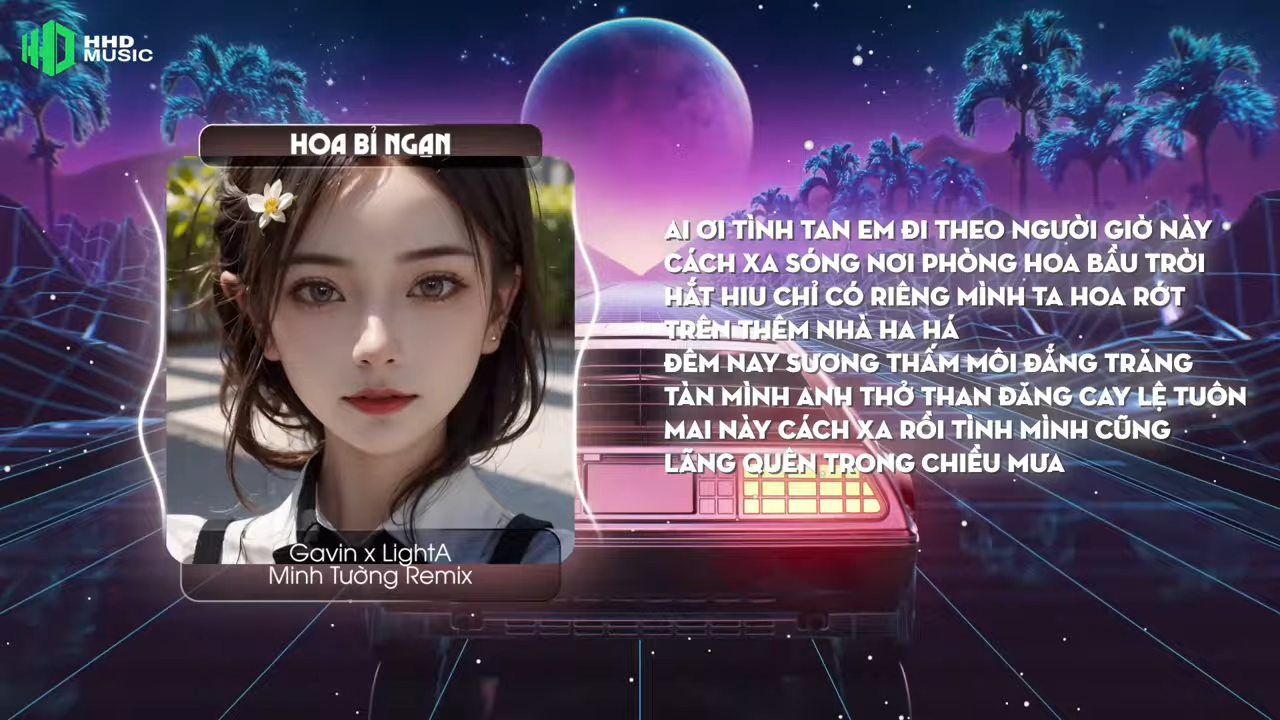 HHD
MUSIC
HOA BỈ NGẠN
AI ƠI TÌNH TAN EM ĐI THEO NGƯỜI GIỜ NÀY
CÁCH XA SÓNG NƠI PHÒNG HOA BẦU TRỜI
HẮT HIU CHỈ CÓ RIÊNG MÌNH TA HOA RỚT
TRÊN THỀM NHÀ HA HÁ
ĐÊM NAY SƯƠNG THẤM MÔI ĐẮNG TRĂNG
TÀN MÌNH ANH THỞ THAN ĐĂNG CAY LỆ TUÔN
MAI NÀY CÁCH XA RỒI TÌNH MÌNH CŨNG
LÃNG QUÊN TRONG CHIỀU MƯA
Gavin x LightA
Minh Tường Remix